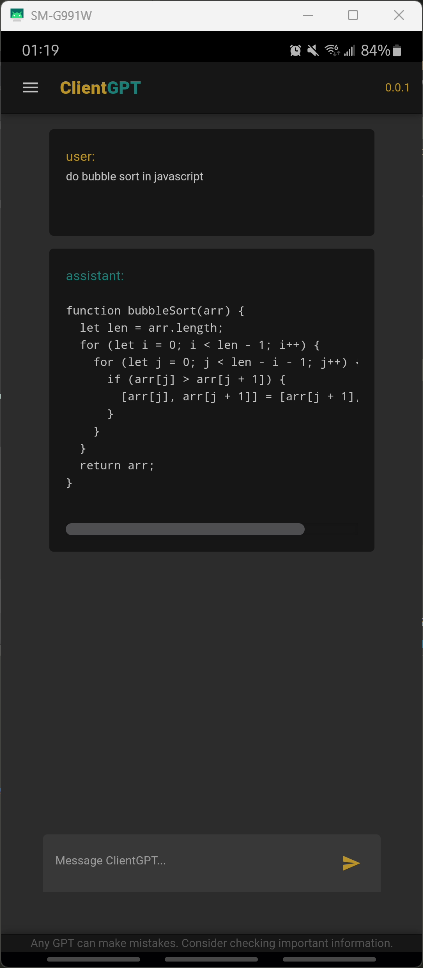 SM-G991W
01:19
84%
ClientGPT
0.0.1
user:
do bubble sort in javascript
assistant:
function bubbleSort(arr) {
  let len = arr.length;
  for (let i = 0; i < len - 1; i++) {
    for (let j = 0; j < len - i - 1; j++)
      if (arr[j] > arr[j + 1]) {
        [arr[j], arr[j + 1]] = [arr[j + 1],
      }
    }
  }
  return arr;
}
Message ClientGPT...
Any GPT can make mistakes. Consider checking important information.